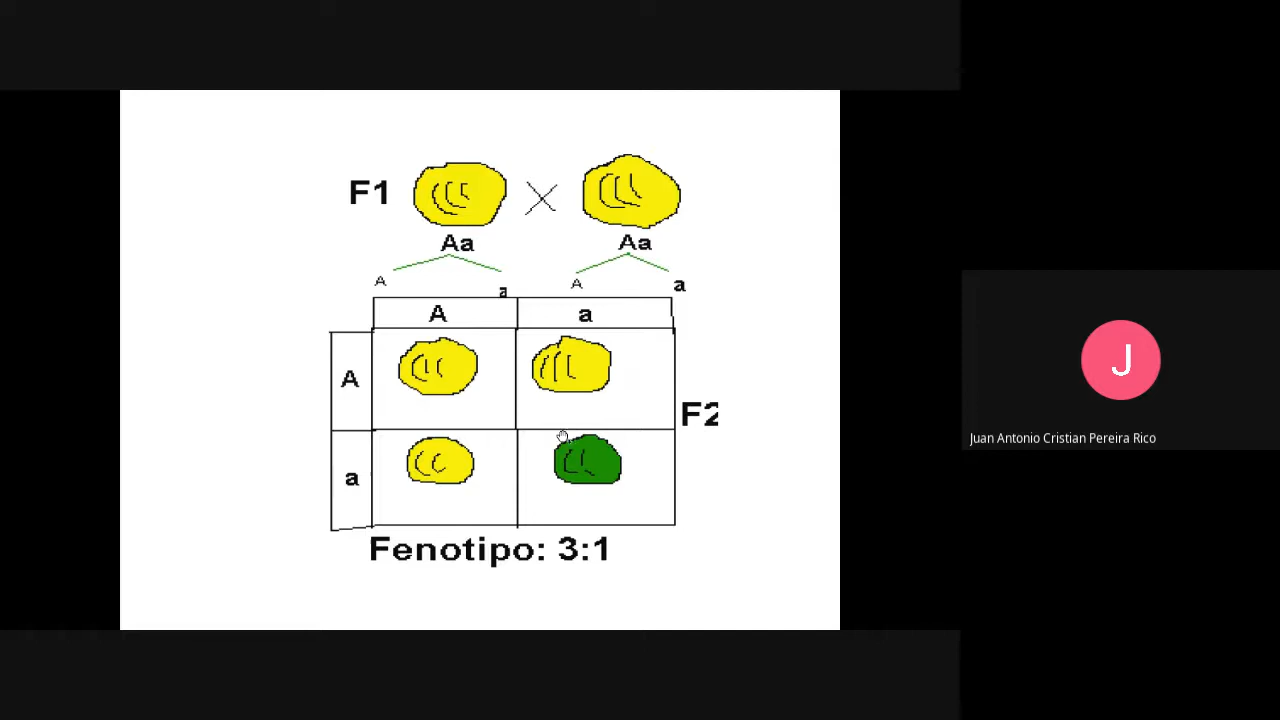 F1
Aa Aa
A a A a
A a
A
F2
a
Fenotipo: 3:1
J
Juan Antonio Cristian Pereira Rico